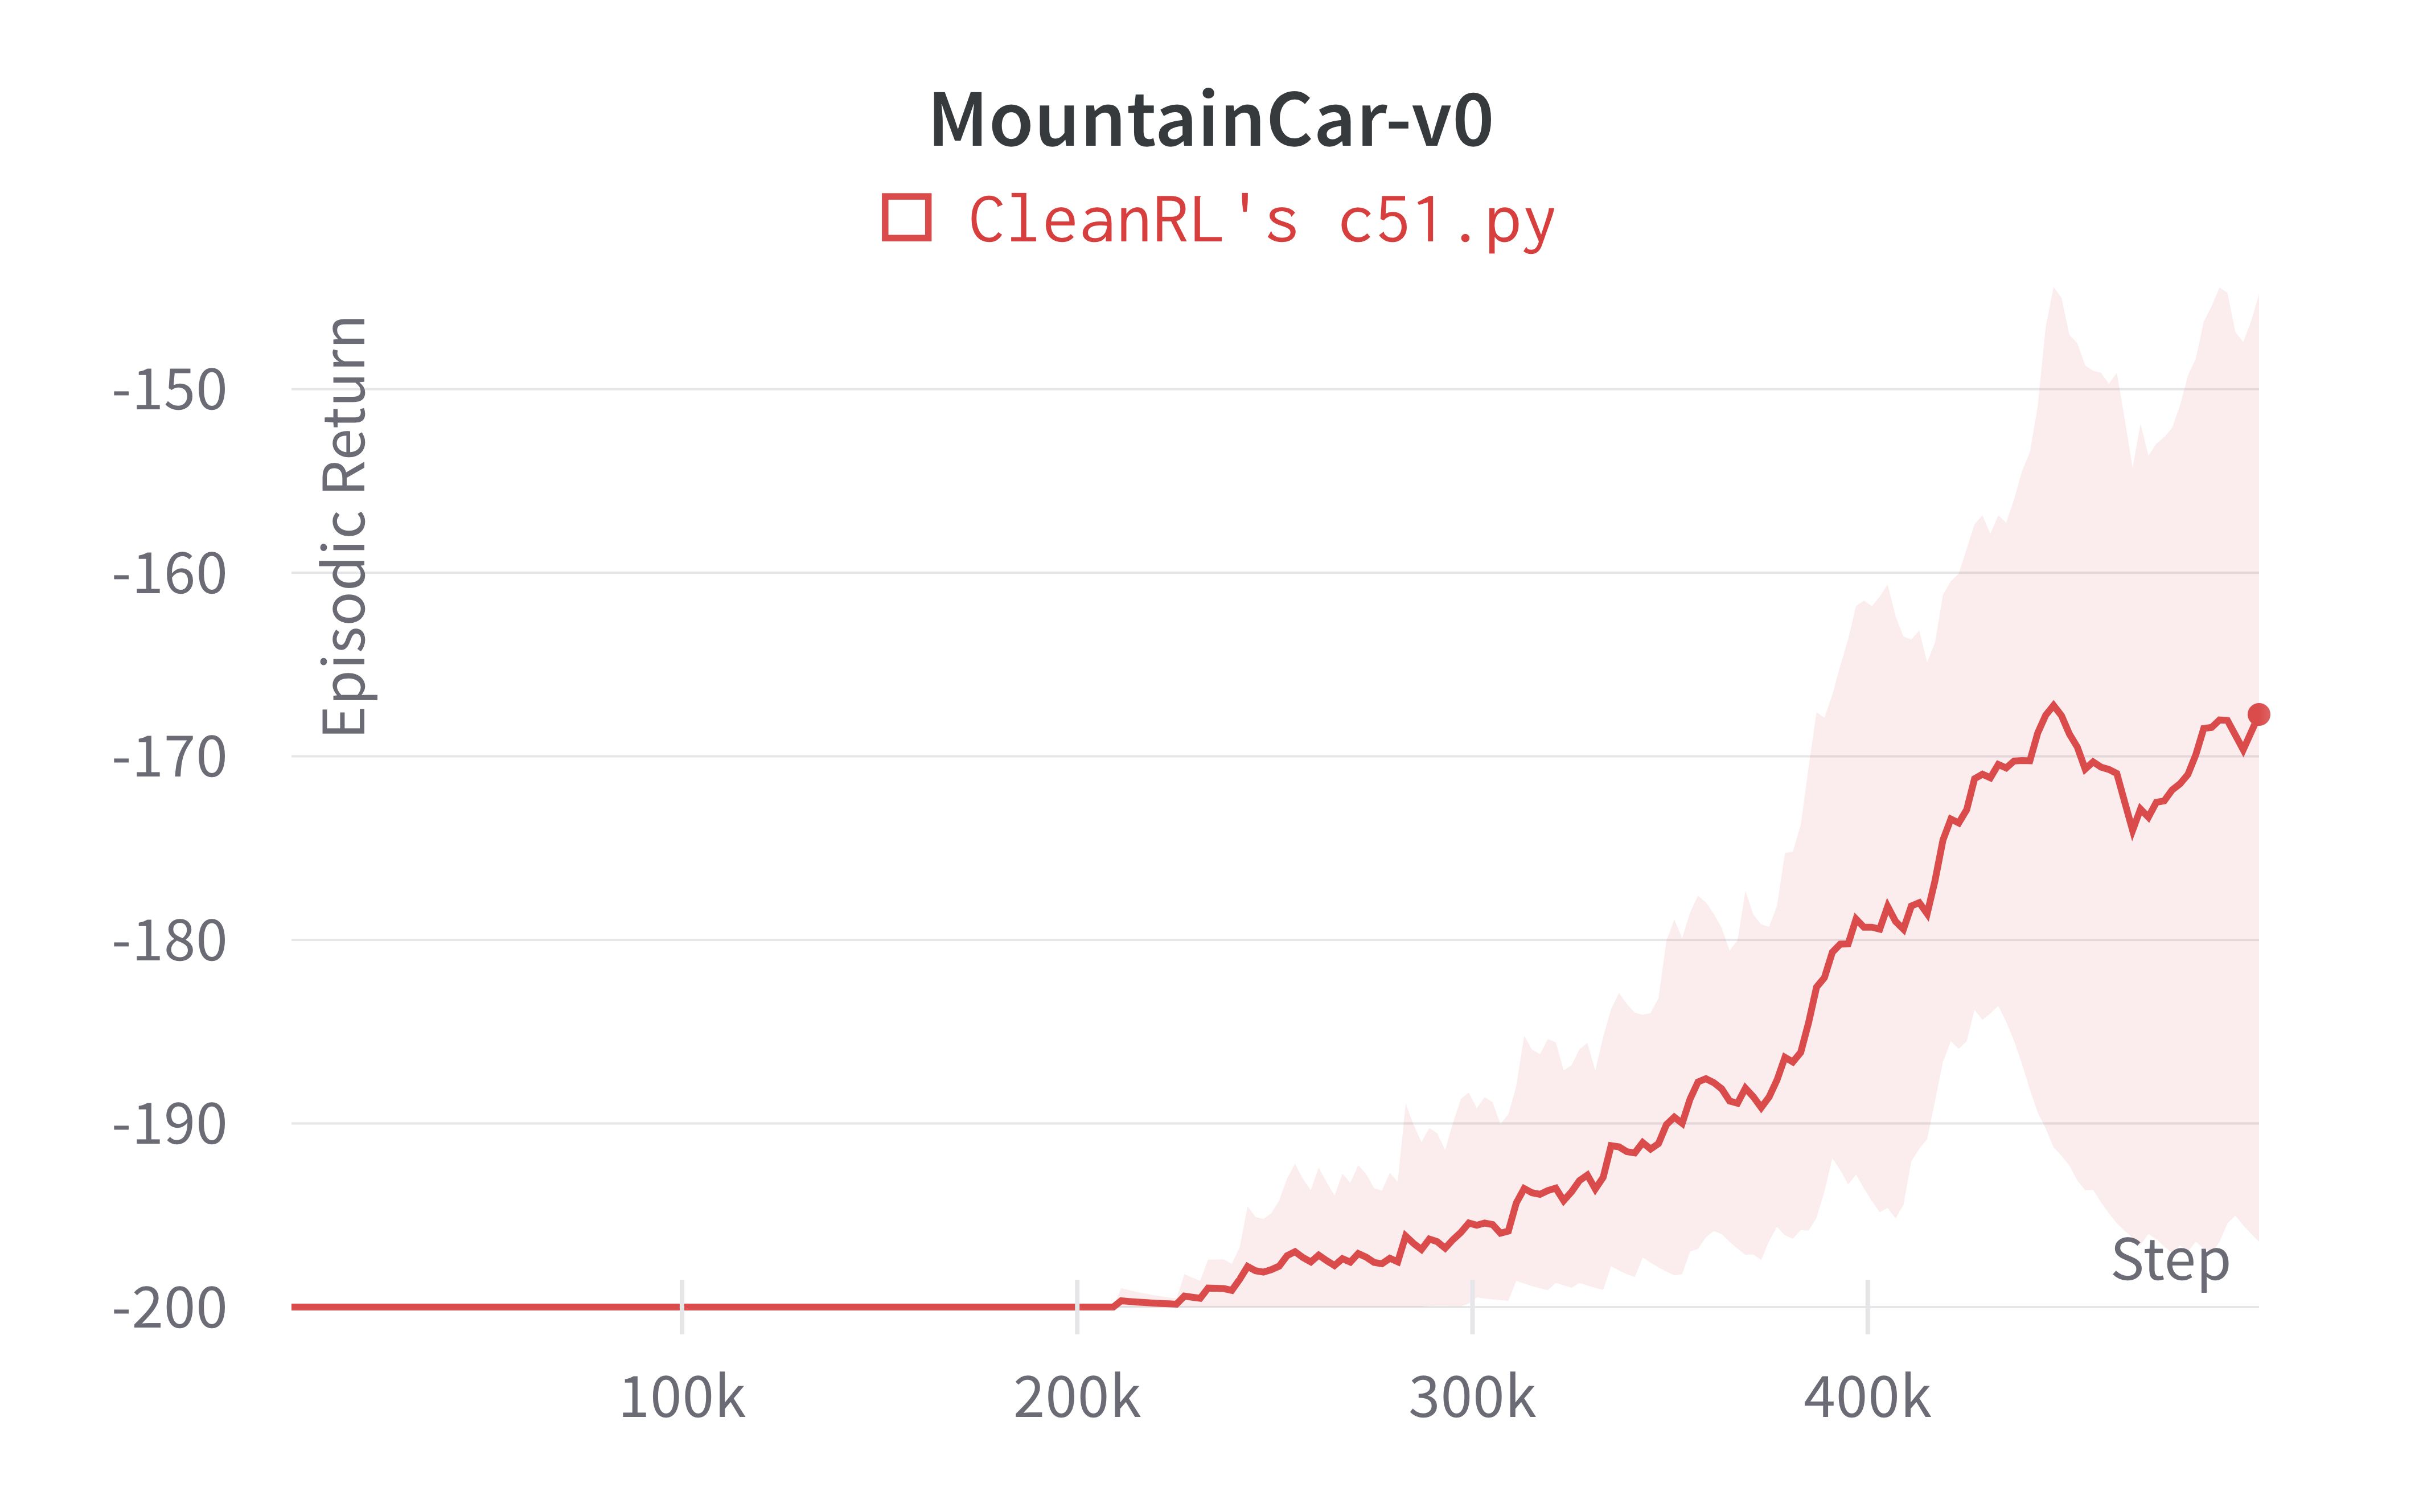 MountainCar-v0
CleanRL's c51.py
Episodic Return
-150
-160
-170
-180
-190
-200
Step
100k
200k
300k
400k